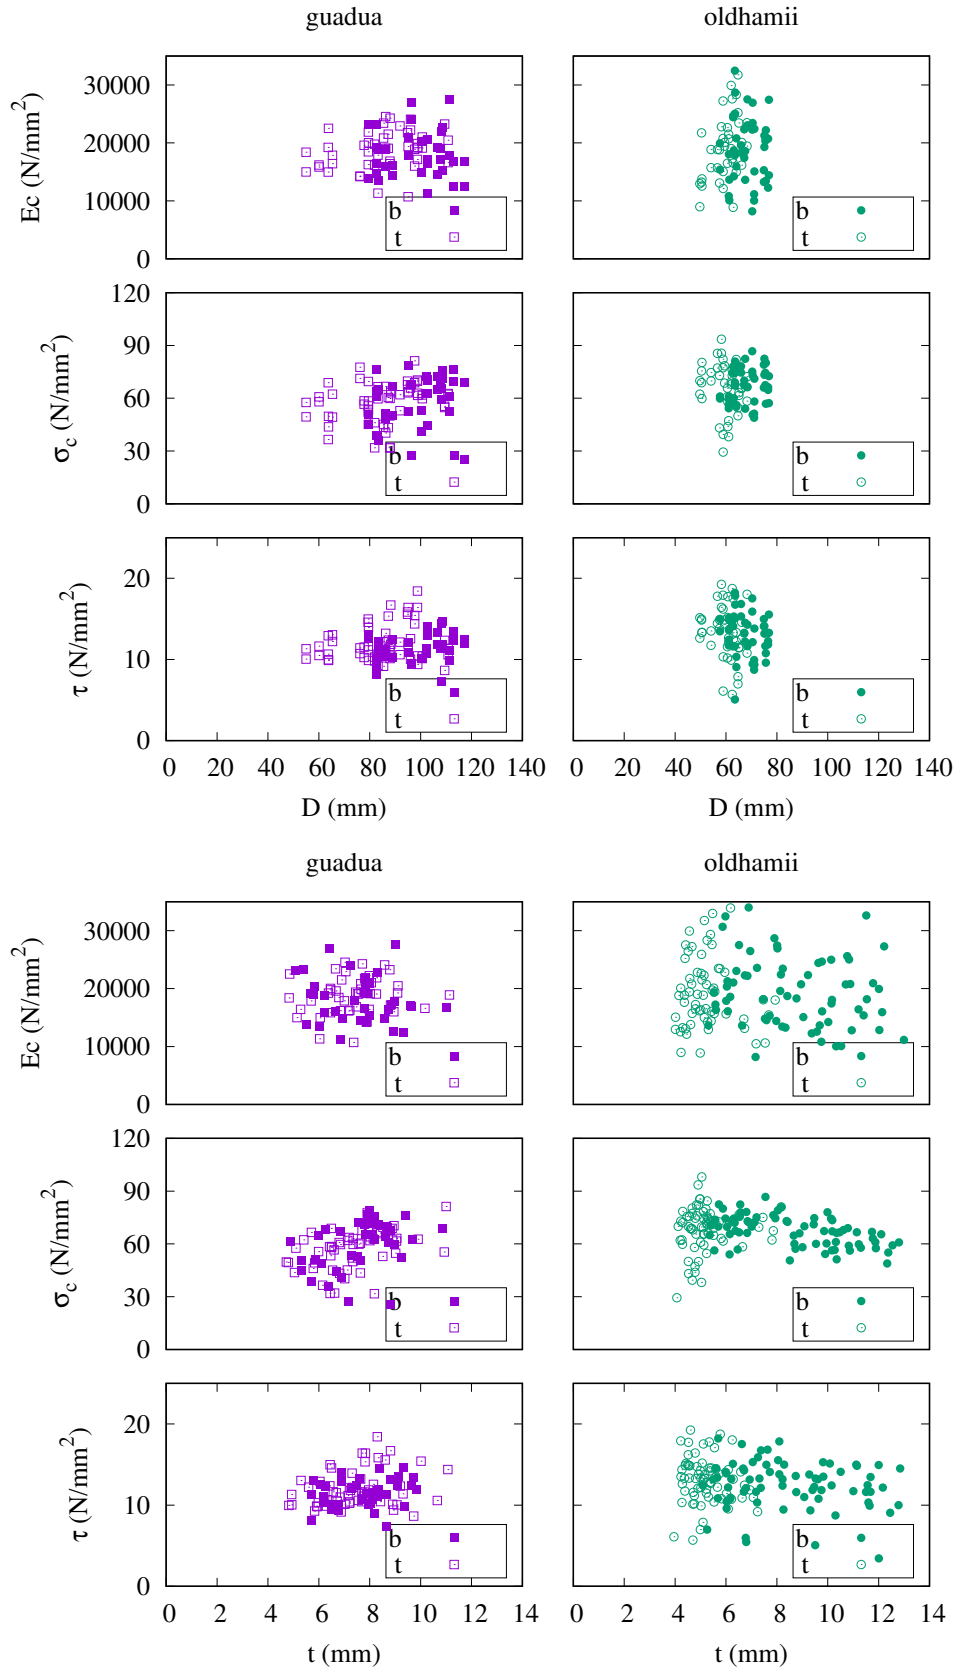 guadua oldhamii
30000
20000
10000
0
Ec (N/mm²)
b
t
b
t
120
90
60
30
0
σc (N/mm²)
b
t
b
t
20
10
0
τ (N/mm²)
b
t
b
t
0 20 40 60 80 100 120 140 0 20 40 60 80 100 120 140
D (mm) D (mm)
guadua oldhamii
30000
20000
10000
0
Ec (N/mm²)
b
t
b
t
120
90
60
30
0
σc (N/mm²)
b
t
b
t
20
10
0
τ (N/mm²)
b
t
b
t
0 2 4 6 8 10 12 14 0 2 4 6 8 10 12 14
t (mm) t (mm)